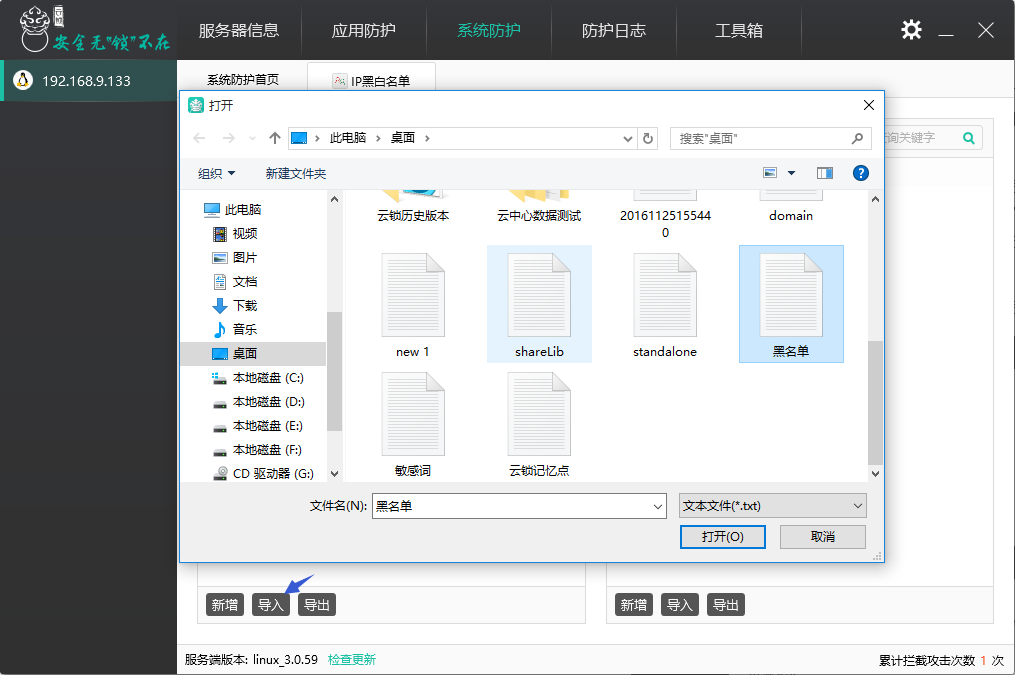 云锁
安全无"锁"不在
服务器信息
应用防护
系统防护
防护日志
工具箱
192.168.9.133
系统防护首页
IP黑白名单
打开
此电脑
桌面
搜索"桌面"
询关键字
组织
新建文件夹
?
此电脑
视频
图片
文档
下载
音乐
桌面
本地磁盘 (C:)
本地磁盘 (D:)
本地磁盘 (E:)
本地磁盘 (F:)
CD 驱动器 (G:)
云锁历史版本
云中心数据测试
2016112515544
0
domain
new 1
shareLib
standalone
黑名单
敏感词
云锁记忆点
文件名(N):
黑名单
文本文件(*.txt)
打开(O)
取消
新增
导入
导出
新增
导入
导出
服务端版本: linux_3.0.59
检查更新
累计拦截攻击次数 1 次